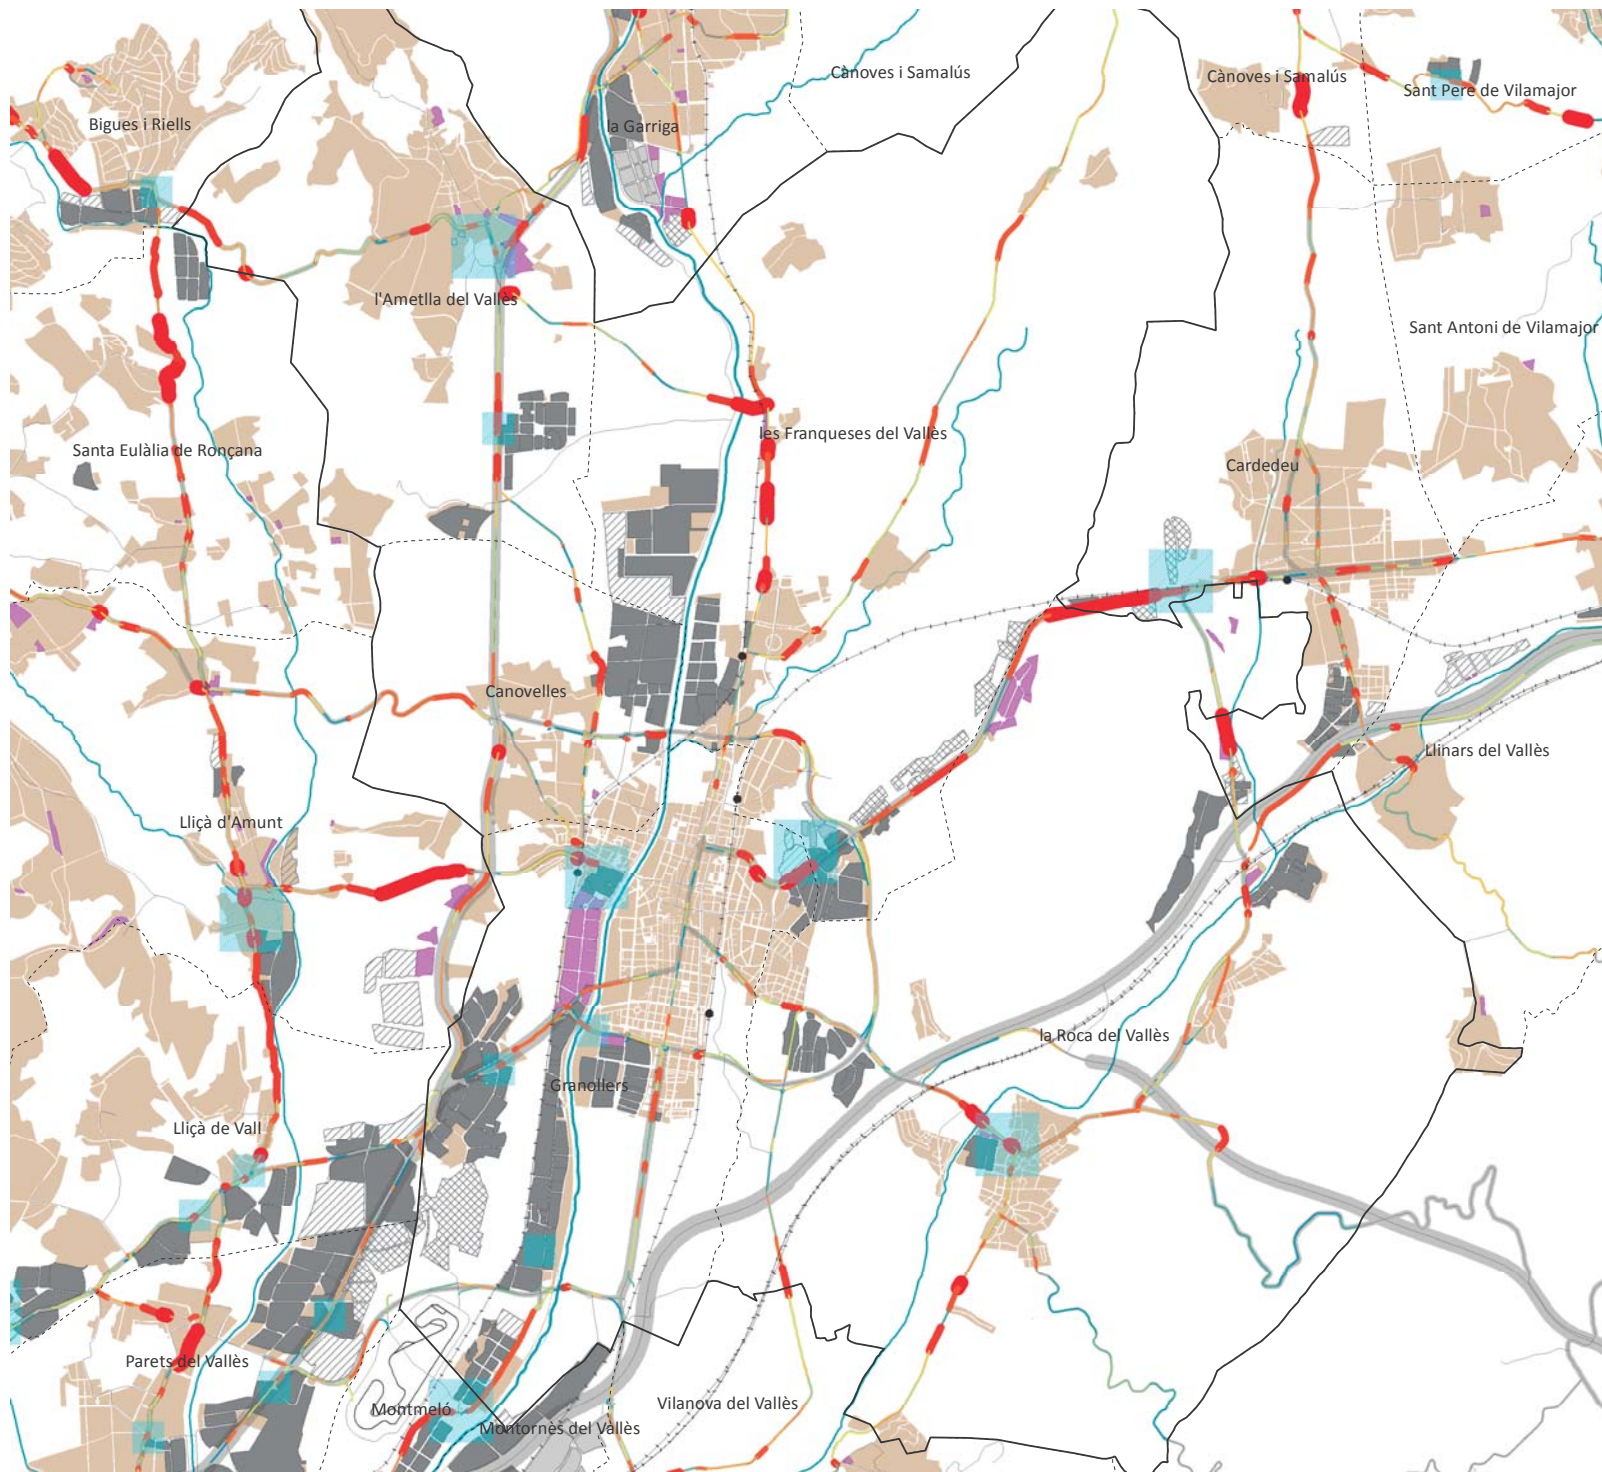 Cànoves i Samalús
Cànoves i Samalús
Sant Pere de Vilamajor
Bigues i Riells
la Garriga
l'Ametlla del Vallès
Sant Antoni de Vilamajor
les Franqueses del Vallès
Santa Eulàlia de Ronçana
Cardedeu
Canovelles
Llinars del Vallès
Lliçà d'Amunt
la Roca del Vallès
Granollers
Lliçà de Vall
Parets del Vallès
Montmeló
Vilanova del Vallès
Montornès del Vallès